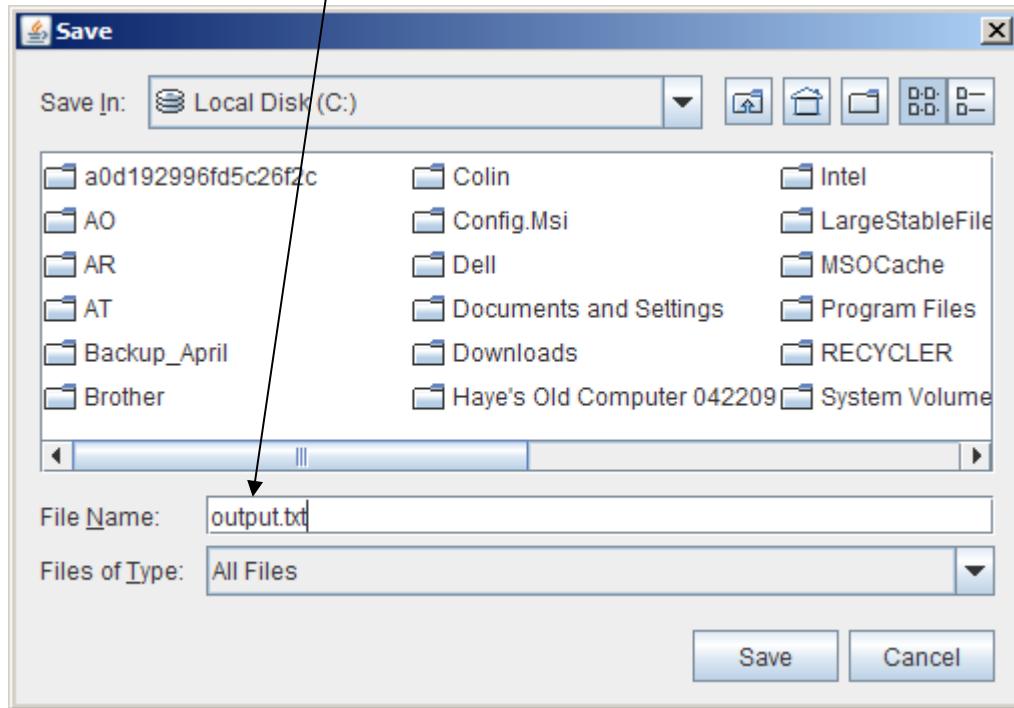 Save
Save In: Local Disk (C:)
a0d192996fd5c26f2c Colin Intel
AO Config.Msi LargeStableFile
AR Dell MSOCache
AT Documents and Settings Program Files
Backup_April Downloads RECYCLER
Brother Haye's Old Computer 042209 System Volume
File Name: output.txt
Files of Type: All Files
Save Cancel